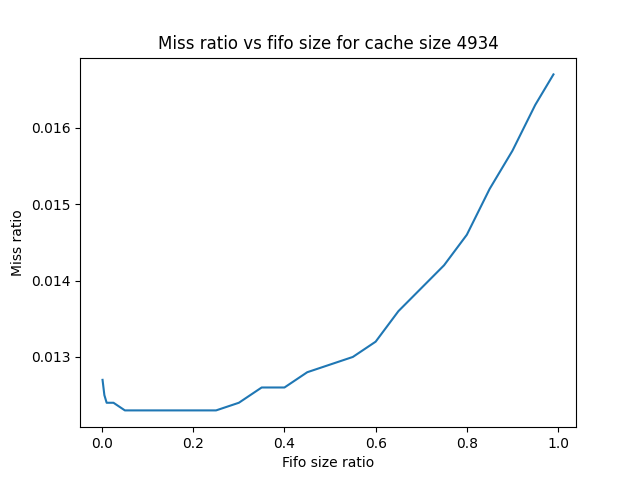 Miss ratio vs fifo size for cache size 4934
0.016
0.015
0.014
0.013
Miss ratio
0.0 0.2 0.4 0.6 0.8 1.0
Fifo size ratio